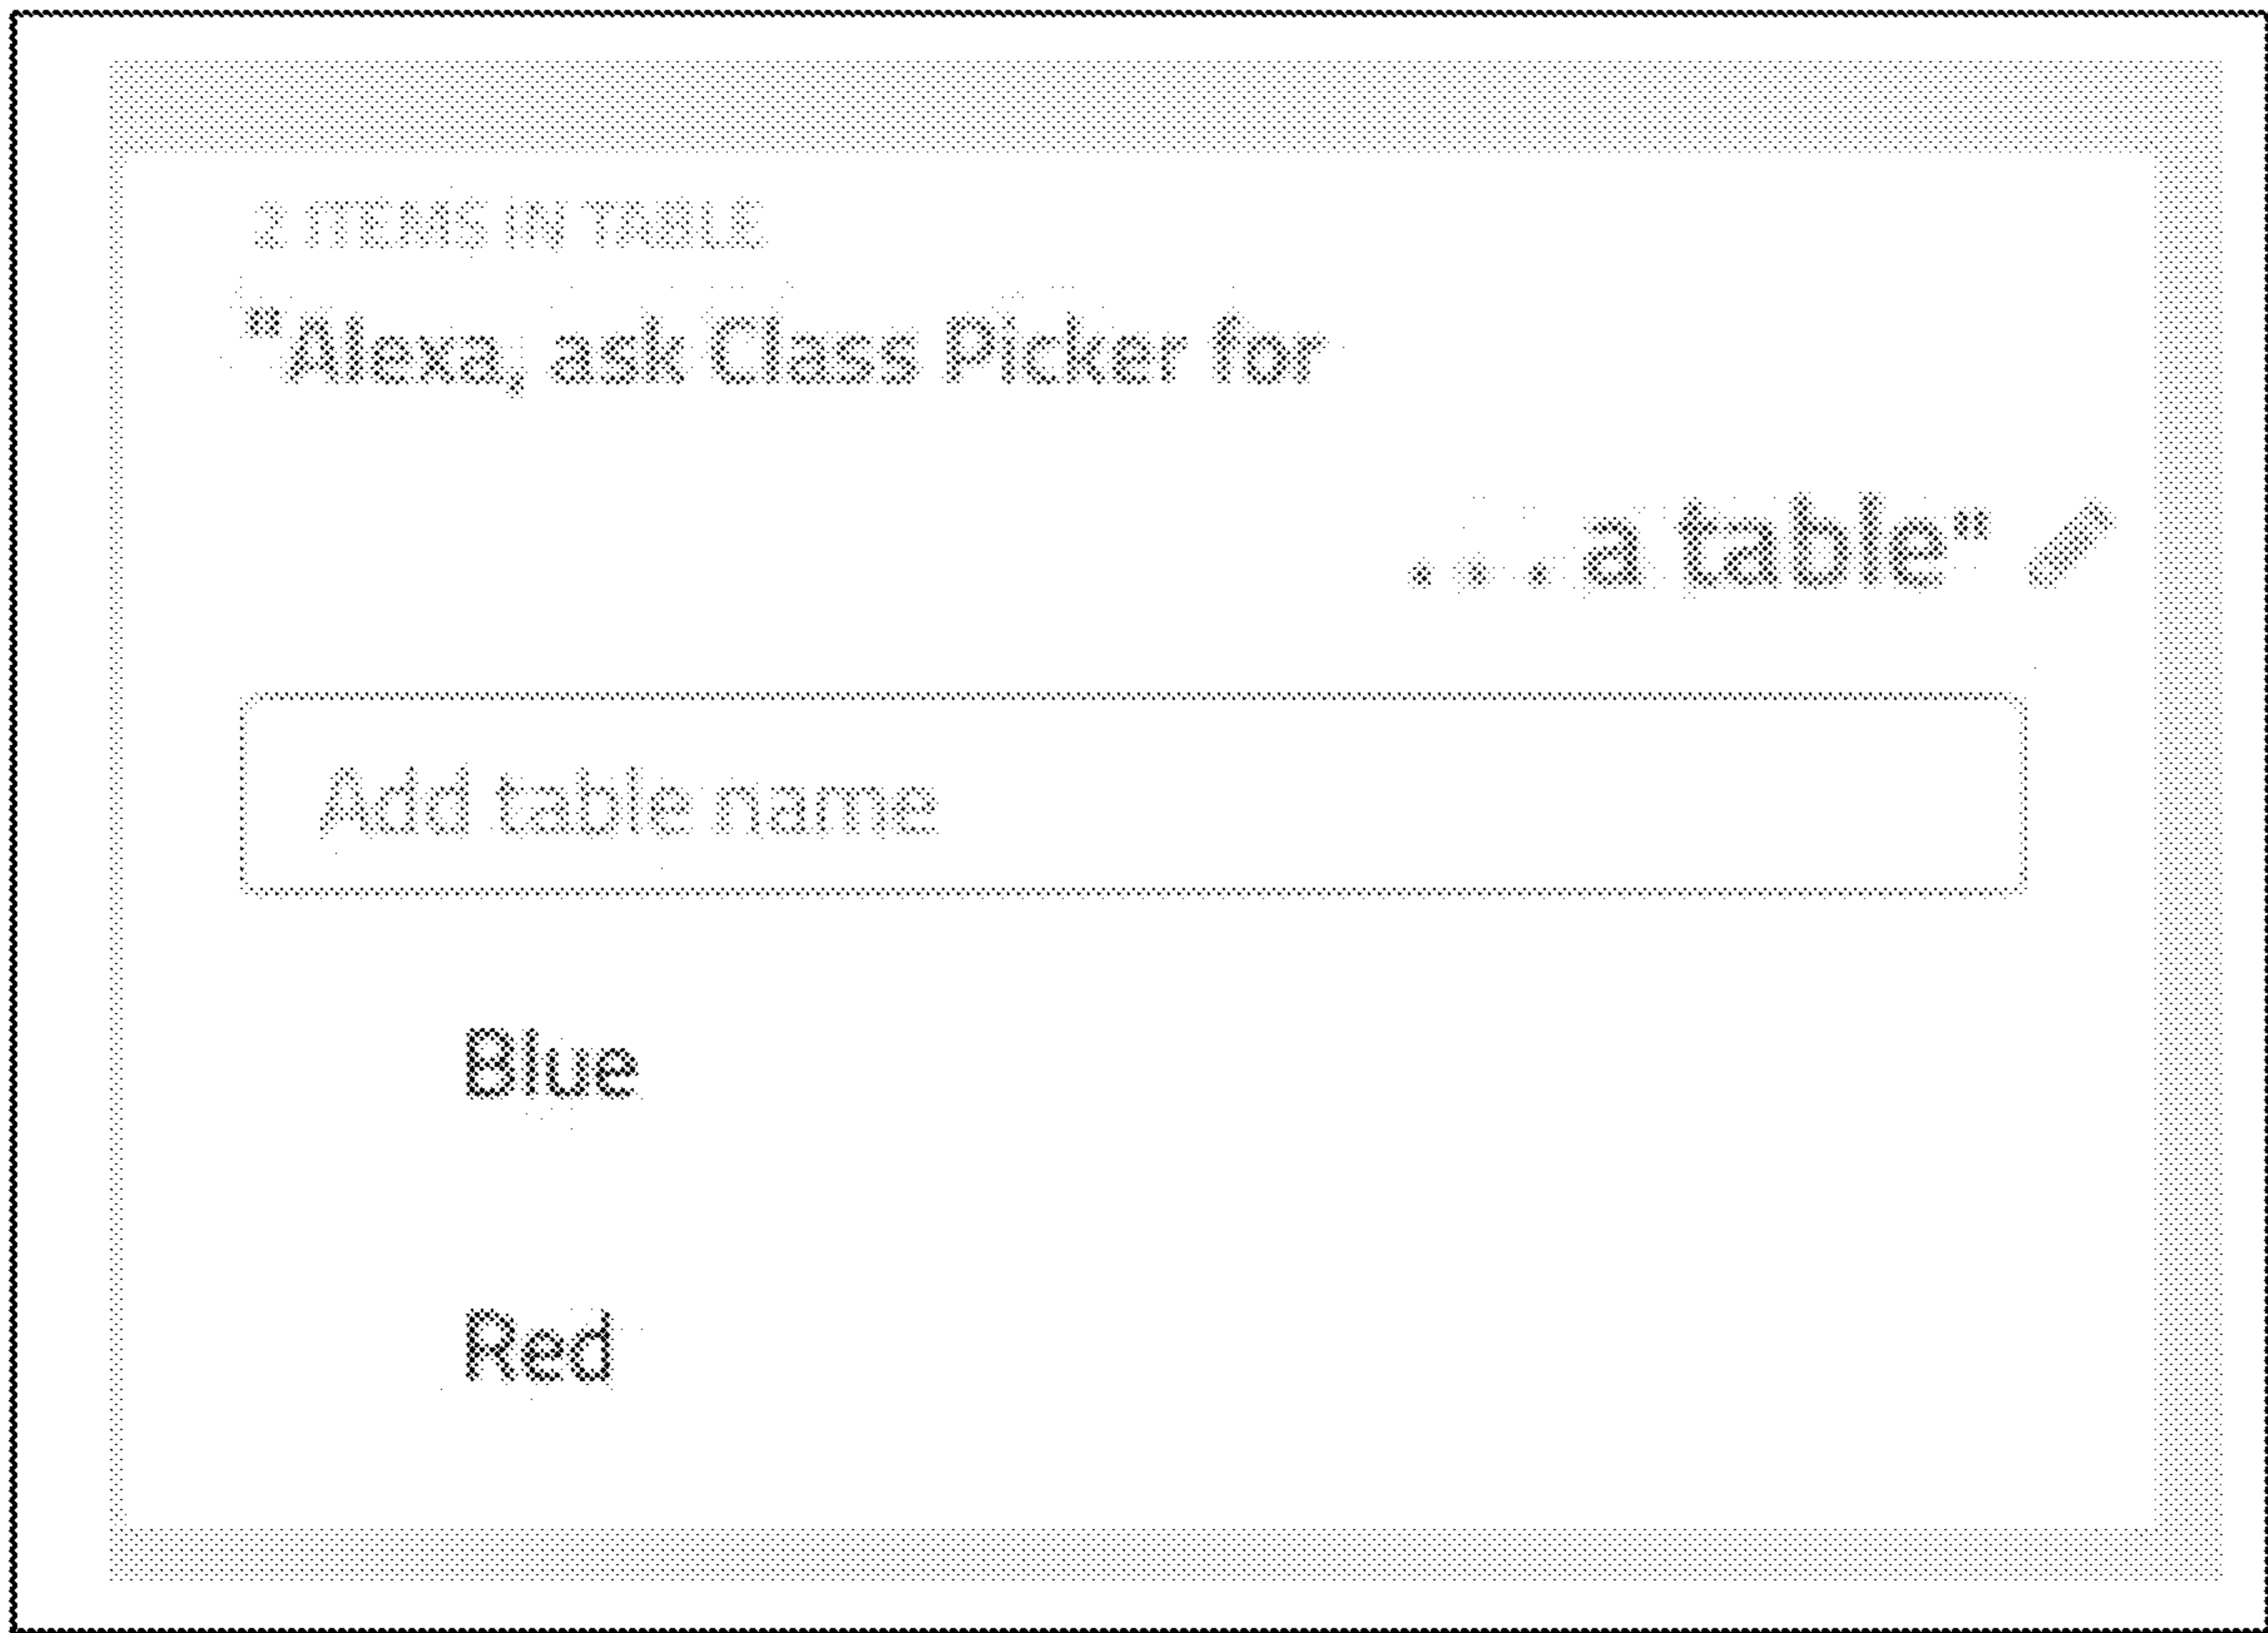 2 ITEMS IN TABLE
"Alexa, ask Class Picker for
...a table"
Add table name
Blue
Red